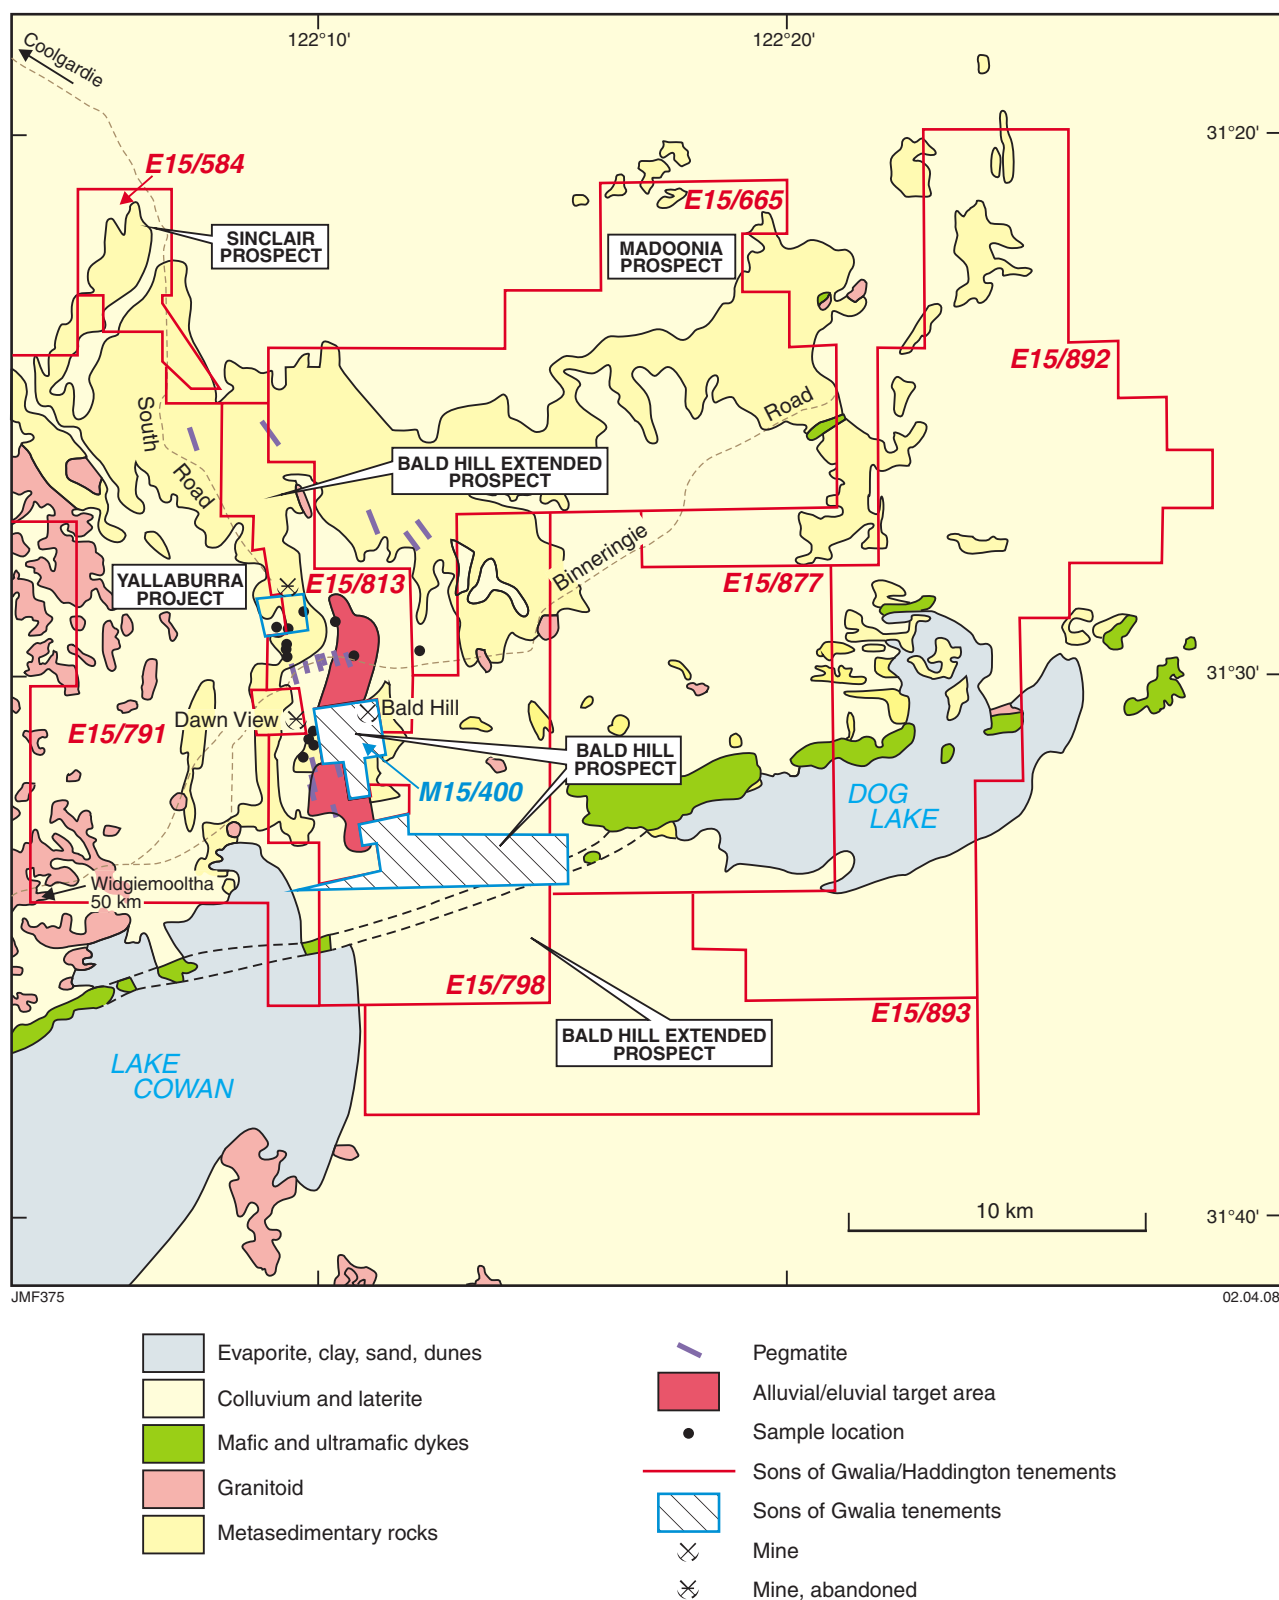 122°10'
122°20'
Coolgardie
31°20'
E15/584
E15/665
SINCLAIR
PROSPECT
MADOONIA
PROSPECT
E15/892
South
Road
Road
BALD HILL EXTENDED
PROSPECT
Binneringie
YALLABURRA
PROJECT
E15/813
E15/877
31°30'
Dawn View
Bald Hill
E15/791
BALD HILL
PROSPECT
M15/400
DOG
LAKE
Widgiemooltha
50 km
E15/798
E15/893
BALD HILL EXTENDED
PROSPECT
LAKE
COWAN
10 km
31°40'
JMF375
02.04.08
Evaporite, clay, sand, dunes
Colluvium and laterite
Mafic and ultramafic dykes
Granitoid
Metasedimentary rocks
Pegmatite
Alluvial/eluvial target area
Sample location
Sons of Gwalia/Haddington tenements
Sons of Gwalia tenements
Mine
Mine, abandoned